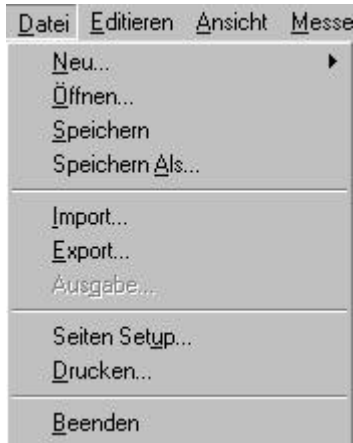 Datei Editieren Ansicht Messe
Neu...
Öffnen...
Speichern
Speichern Als...
Import...
Export...
Ausgabe...
Seiten Setup...
Drucken...
Beenden